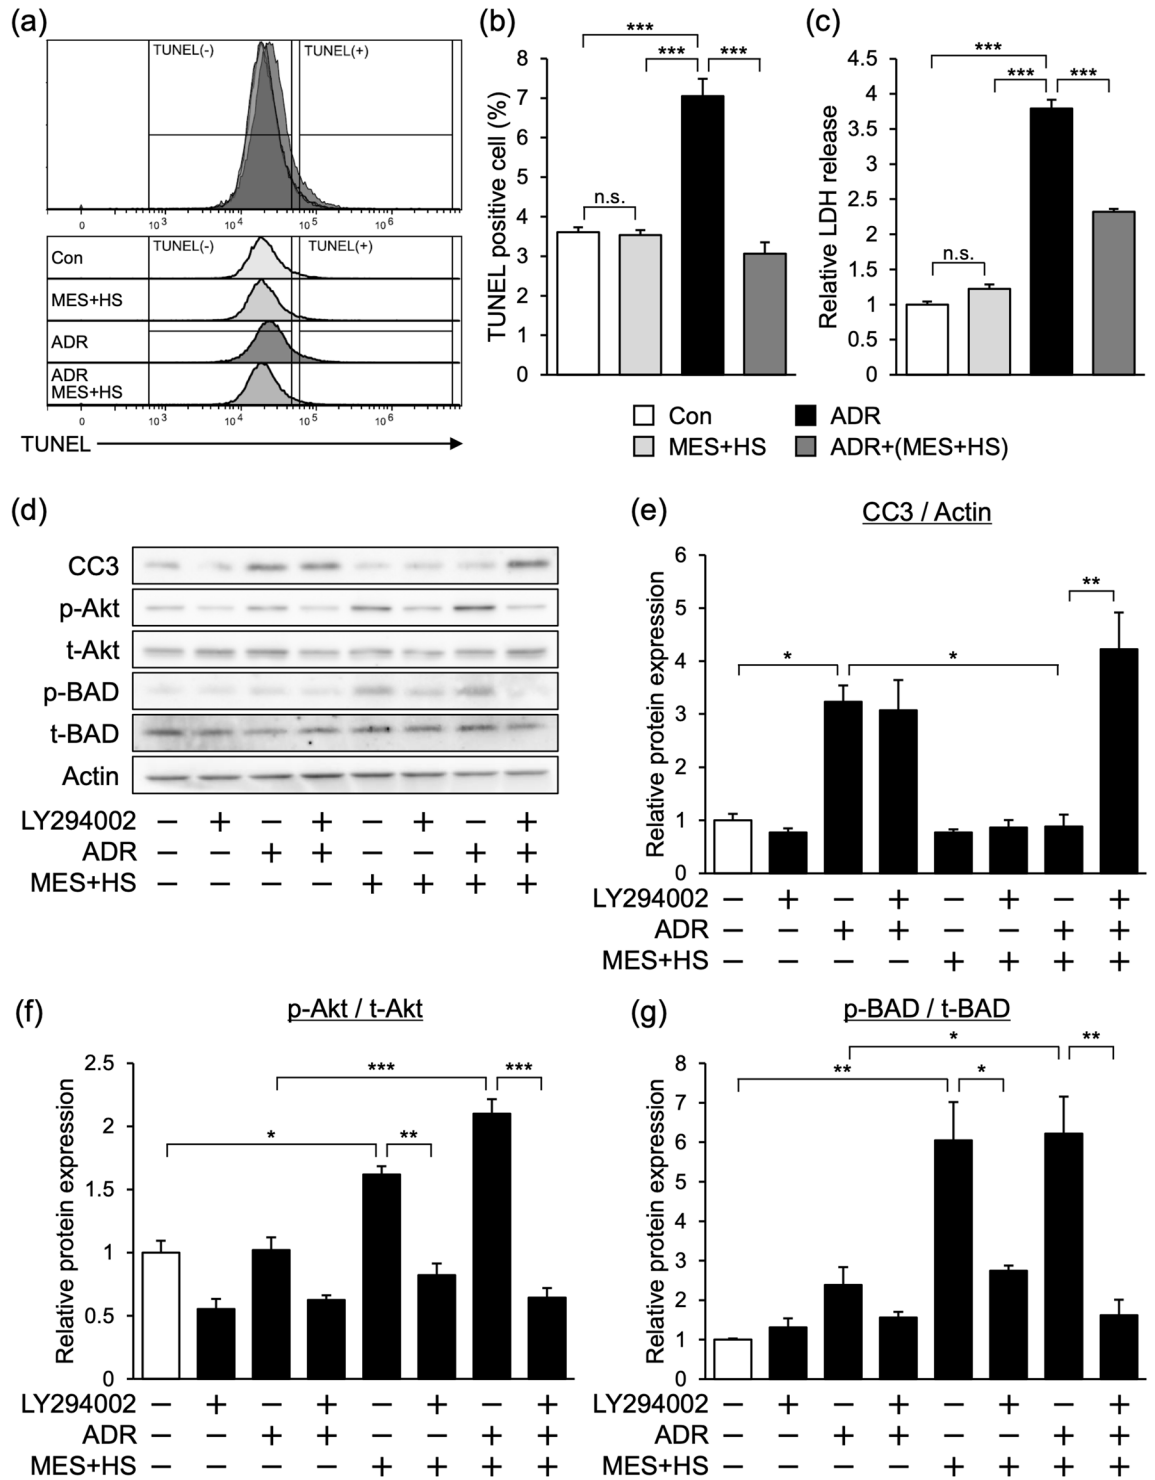 (a)
TUNEL(-) TUNEL(+)
0 10³ 10⁴ 10⁵ 10⁶
TUNEL(-) TUNEL(+)
Con
MES+HS
ADR
ADR
MES+HS
0 10³ 10⁴ 10⁵ 10⁶
TUNEL
(b)
TUNEL positive cell (%)
8
7
6
5
4
3
2
1
0
***
*** ***
n.s.
(c)
Relative LDH release
4.5
4
3.5
3
2.5
2
1.5
1
0.5
0
***
*** ***
n.s.
Con ADR
MES+HS ADR+(MES+HS)
(d)
CC3
p-Akt
t-Akt
p-BAD
t-BAD
Actin
LY294002 − + − + − + − +
ADR − − + + − − + +
MES+HS − − − − + + + +
(e)
CC3 / Actin
Relative protein expression
6
5
4
3
2
1
0
**
* *
LY294002 − + − + − + − +
ADR − − + + − − + +
MES+HS − − − − + + + +
(f)
p-Akt / t-Akt
Relative protein expression
2.5
2
1.5
1
0.5
0
*** ***
* **
LY294002 − + − + − + − +
ADR − − + + − − + +
MES+HS − − − − + + + +
(g)
p-BAD / t-BAD
Relative protein expression
8
7
6
5
4
3
2
1
0
* **
** *
LY294002 − + − + − + − +
ADR − − + + − − + +
MES+HS − − − − + + + +